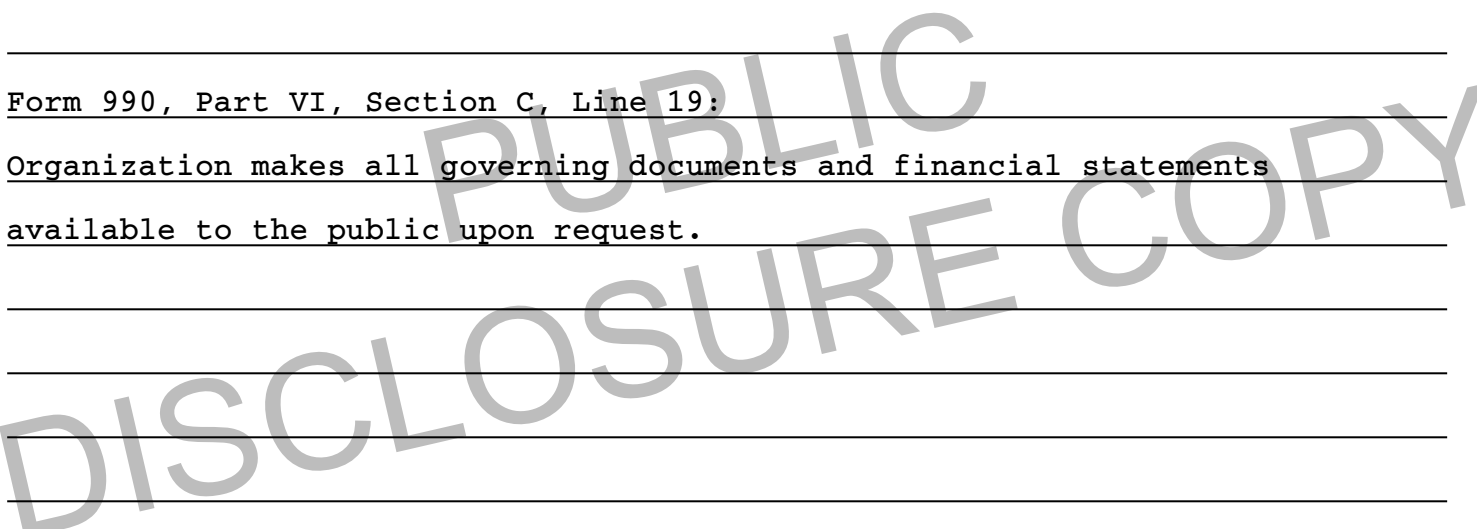 Form 990, Part VI, Section C, Line 19:
Organization makes all governing documents and financial statements
available to the public upon request.
PUBLIC
DISCLOSURE COPY